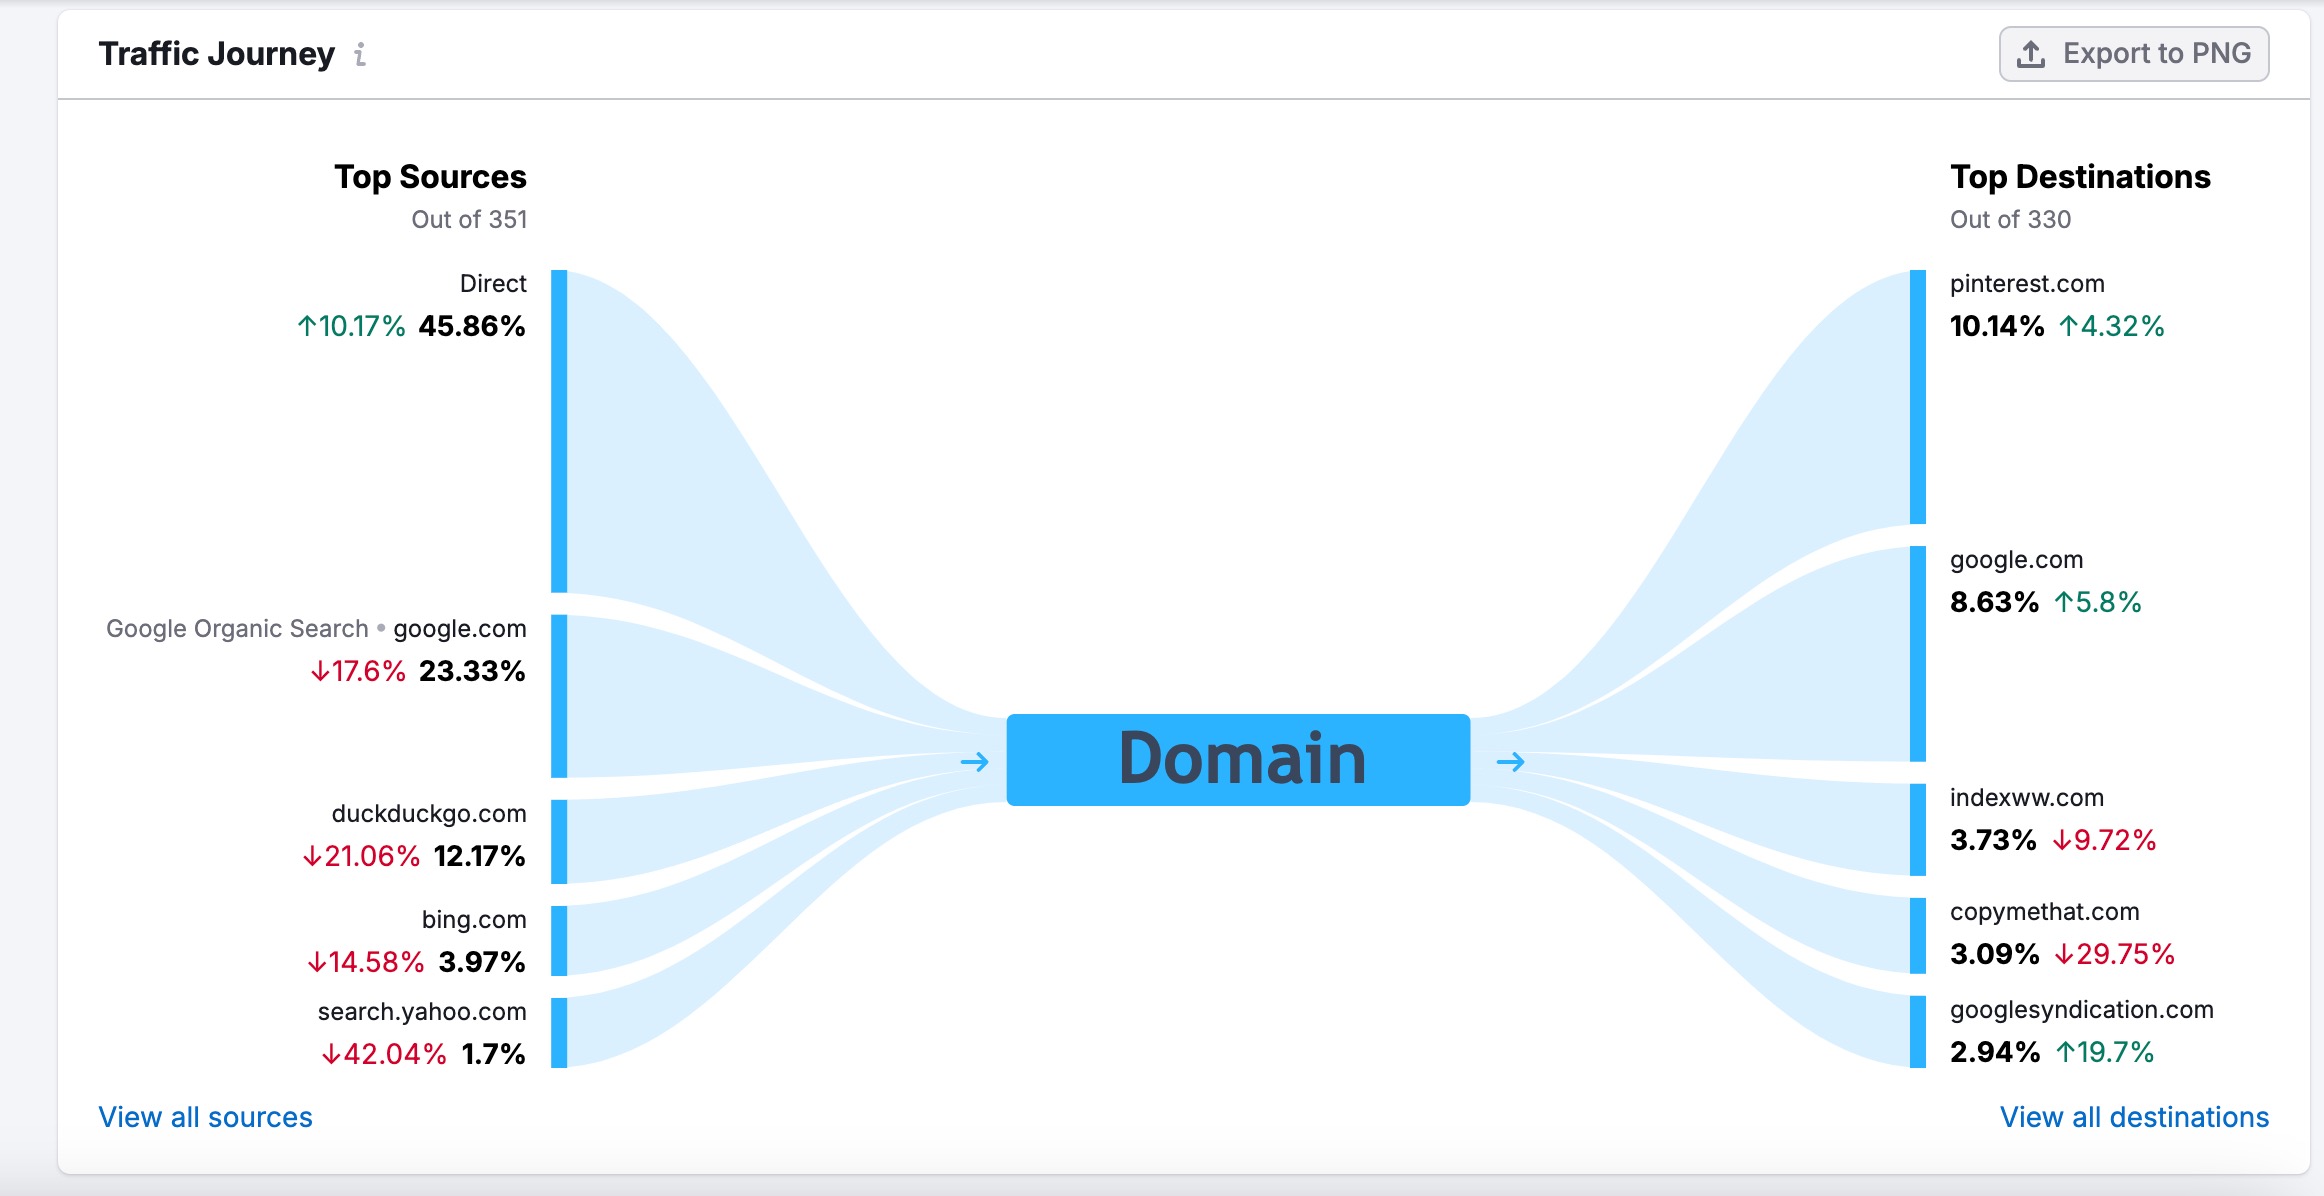 Traffic Journey i
Export to PNG
Top Sources
Out of 351
Direct
↑10.17% 45.86%
Google Organic Search • google.com
↓17.6% 23.33%
duckduckgo.com
↓21.06% 12.17%
bing.com
↓14.58% 3.97%
search.yahoo.com
↓42.04% 1.7%
View all sources
→ Domain →
Top Destinations
Out of 330
pinterest.com
10.14% ↑4.32%
google.com
8.63% ↑5.8%
indexww.com
3.73% ↓9.72%
copymethat.com
3.09% ↓29.75%
googlesyndication.com
2.94% ↑19.7%
View all destinations